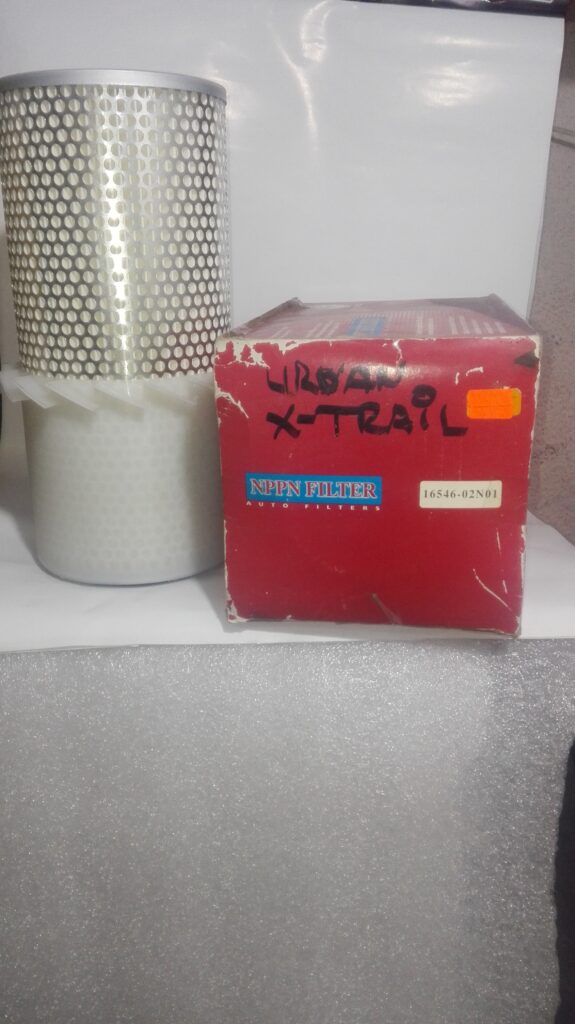 URBAN
X-TRAIL
NPPN FILTER
AUTO FILTERS
16546-02N01